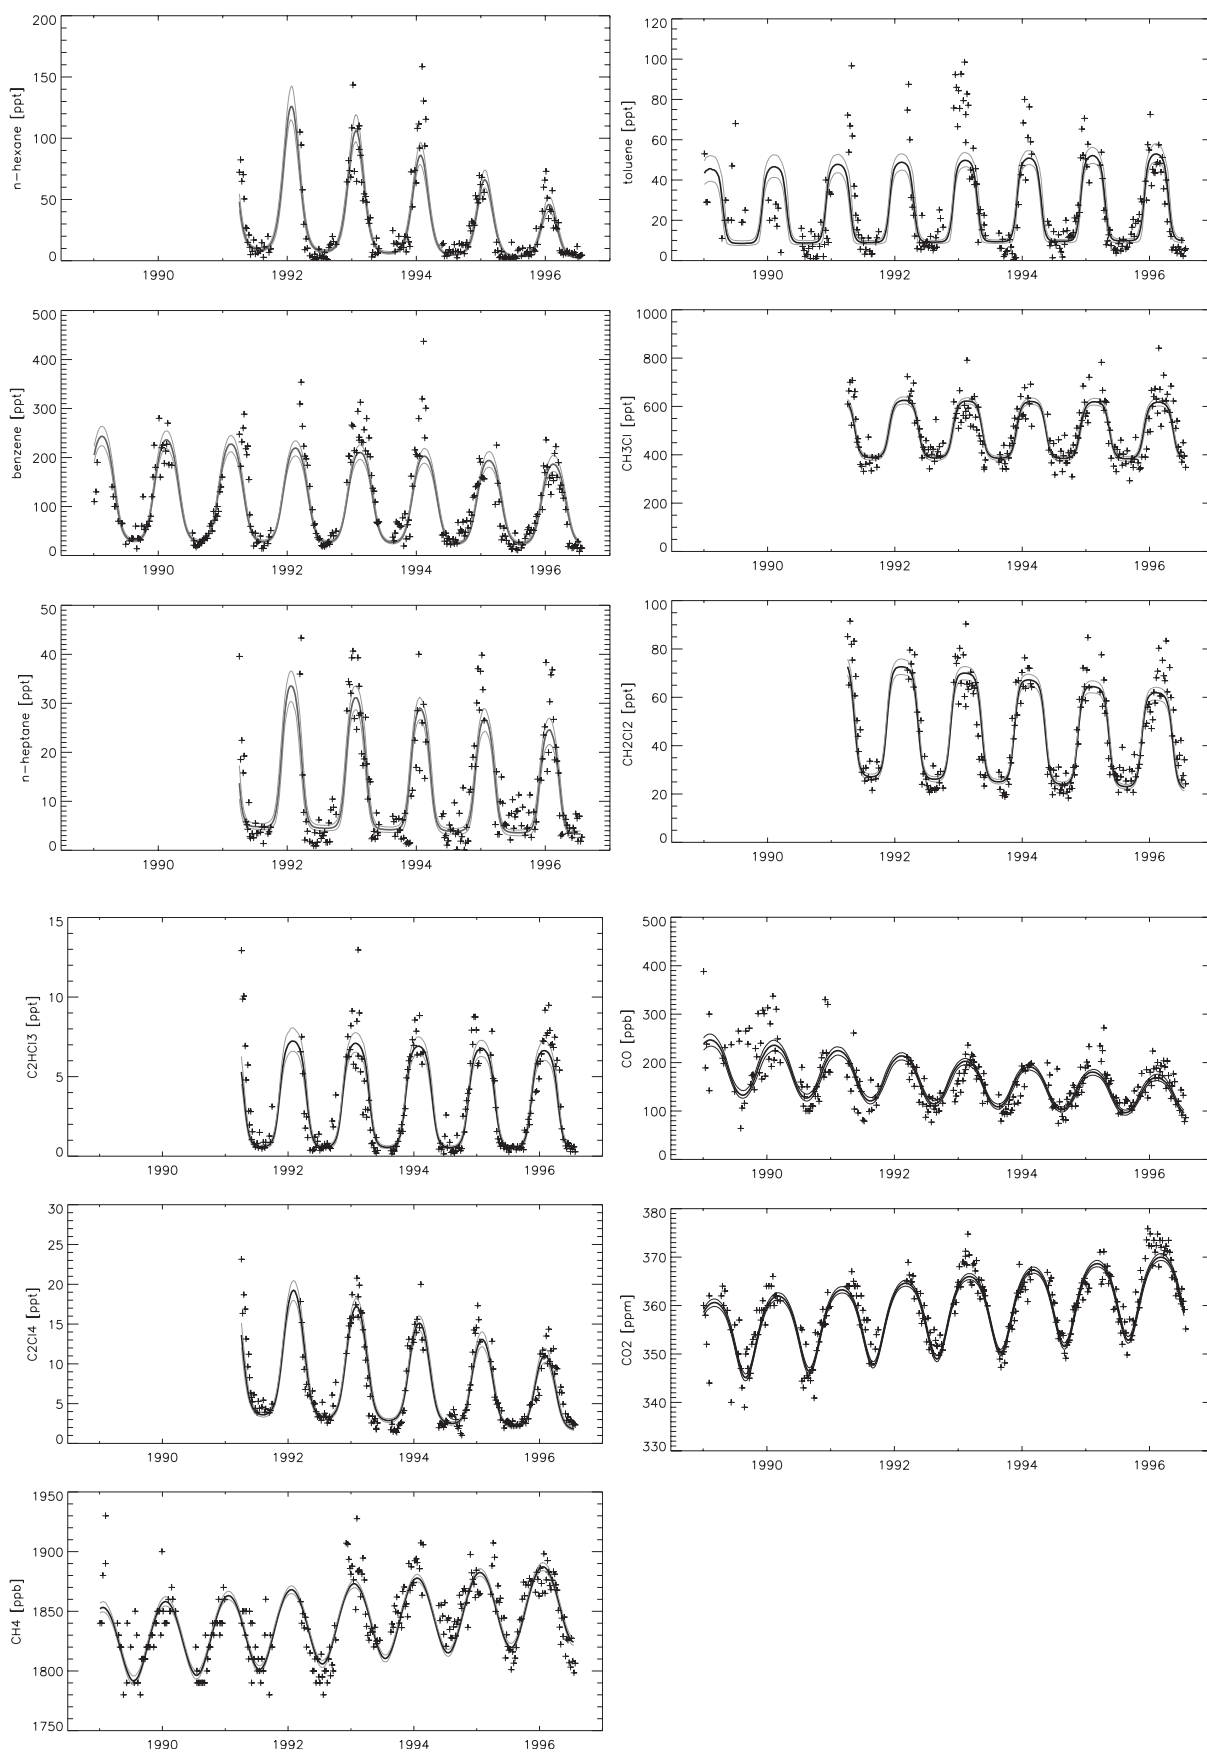 200
150
100
50
0
n-hexane [ppt]
1990 1992 1994 1996
120
100
80
60
40
20
0
toluene [ppt]
1990 1992 1994 1996
500
400
300
200
100
0
benzene [ppt]
1990 1992 1994 1996
1000
800
600
400
200
0
CH3Cl [ppt]
1990 1992 1994 1996
50
40
30
20
10
0
n-heptane [ppt]
1990 1992 1994 1996
100
80
60
40
20
0
CH2Cl2 [ppt]
1990 1992 1994 1996
15
10
5
0
C2HCl3 [ppt]
1990 1992 1994 1996
500
400
300
200
100
0
CO [ppb]
1990 1992 1994 1996
30
25
20
15
10
5
0
C2Cl4 [ppt]
1990 1992 1994 1996
380
370
360
350
340
330
CO2 [ppm]
1990 1992 1994 1996
1950
1900
1850
1800
1750
CH4 [ppb]
1990 1992 1994 1996